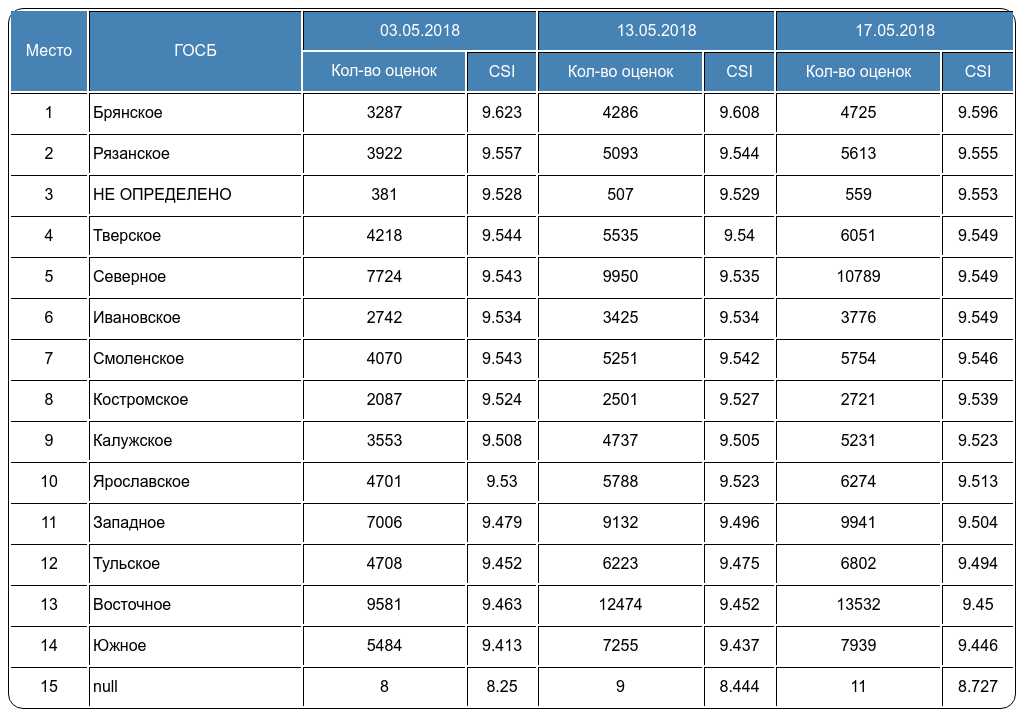 Место ГОСБ 03.05.2018 13.05.2018 17.05.2018
Кол-во оценок CSI Кол-во оценок CSI Кол-во оценок CSI
1 Брянское 3287 9.623 4286 9.608 4725 9.596
2 Рязанское 3922 9.557 5093 9.544 5613 9.555
3 НЕ ОПРЕДЕЛЕНО 381 9.528 507 9.529 559 9.553
4 Тверское 4218 9.544 5535 9.54 6051 9.549
5 Северное 7724 9.543 9950 9.535 10789 9.549
6 Ивановское 2742 9.534 3425 9.534 3776 9.549
7 Смоленское 4070 9.543 5251 9.542 5754 9.546
8 Костромское 2087 9.524 2501 9.527 2721 9.539
9 Калужское 3553 9.508 4737 9.505 5231 9.523
10 Ярославское 4701 9.53 5788 9.523 6274 9.513
11 Западное 7006 9.479 9132 9.496 9941 9.504
12 Тульское 4708 9.452 6223 9.475 6802 9.494
13 Восточное 9581 9.463 12474 9.452 13532 9.45
14 Южное 5484 9.413 7255 9.437 7939 9.446
15 null 8 8.25 9 8.444 11 8.727